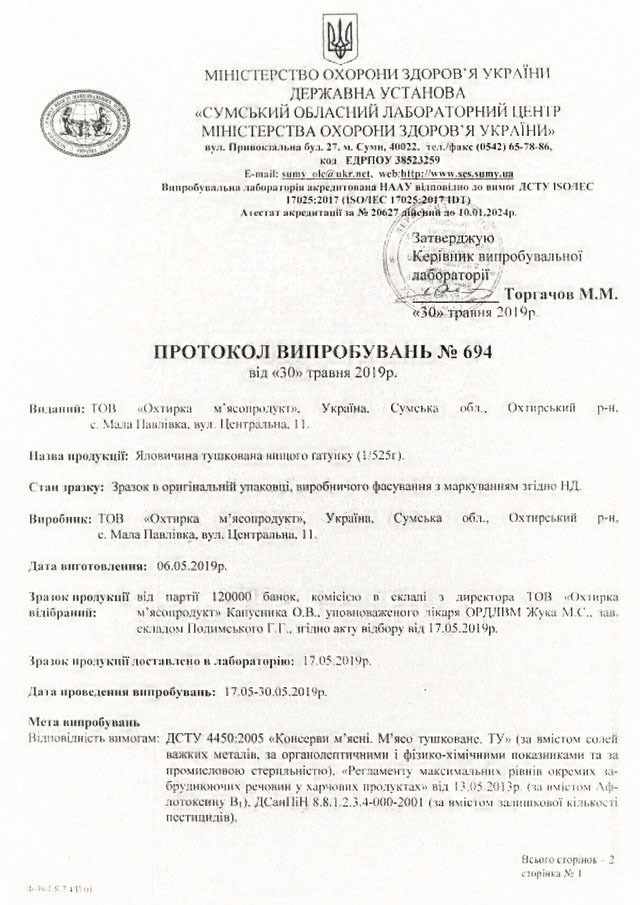 МІНІСТЕРСТВО ОХОРОНИ ЗДОРОВ'Я УКРАЇНИ
ДЕРЖАВНА УСТАНОВА
«СУМСЬКИЙ ОБЛАСНИЙ ЛАБОРАТОРНИЙ ЦЕНТР
МІНІСТЕРСТВА ОХОРОНИ ЗДОРОВ'Я УКРАЇНИ»
вул. Привокзальна буд. 27, м. Суми, 40022, тел./факс (0542) 65-78-86,
код ЕДРПОУ 38523259
E-mail: sumy_olc@ukr.net, web:http://www.ses.sumy.ua
Випробувальна лабораторія акредитована НААУ відповідно до вимог ДСТУ ISO/IEC
17025:2017 (ISO/IEC 17025:2017 IDT)
Атестат акредитації за № 20627 дійсний до 10.01.2024р.
Затверджую
Керівник випробувальної
лабораторії
Торгачов М.М.
«30» травня 2019р.
ПРОТОКОЛ ВИПРОБУВАНЬ № 694
від «30» травня 2019р.
Виданий: ТОВ «Охтирка м'ясопродукт», Україна, Сумська обл., Охтирський р-н,
с. Мала Павлівка, вул. Центральна, 11.
Назва продукції: Яловичина тушкована вищого гатунку (1/525г).
Стан зразку: Зразок в оригінальній упаковці, виробничого фасування з маркуванням згідно НД.
Виробник: ТОВ «Охтирка м'ясопродукт», Україна, Сумська обл., Охтирський р-н,
с. Мала Павлівка, вул. Центральна, 11.
Дата виготовлення: 06.05.2019р.
Зразок продукції від партії 120000 банок, комісією в складі з директора ТОВ «Охтирка
відібраний: м'ясопродукт» Капусника О.В., уповноваженого лікаря ОРДЛВМ Жука М.С., зав.
складом Подимського Г.Г., згідно акту відбору від 17.05.2019р.
Зразок продукції доставлено в лабораторію: 17.05.2019р.
Дата проведення випробувань: 17.05-30.05.2019р.
Мета випробувань
Відповідність вимогам: ДСТУ 4450:2005 «Консерви м'ясні. М'ясо тушковане. ТУ» (за вмістом солей
важких металів, за органолептичними і фізико-хімічними показниками та за
промисловою стерильністю), «Регламенту максимальних рівнів окремих за-
бруднюючих речовин у харчових продуктах» від 13.05.2013р. (за вмістом Аф-
лотоксину В₁), ДСанПіН 8.8.1.2.3.4-000-2001 (за вмістом залишкової кількості
пестицидів).
Всього сторінок - 2
сторінка № 1